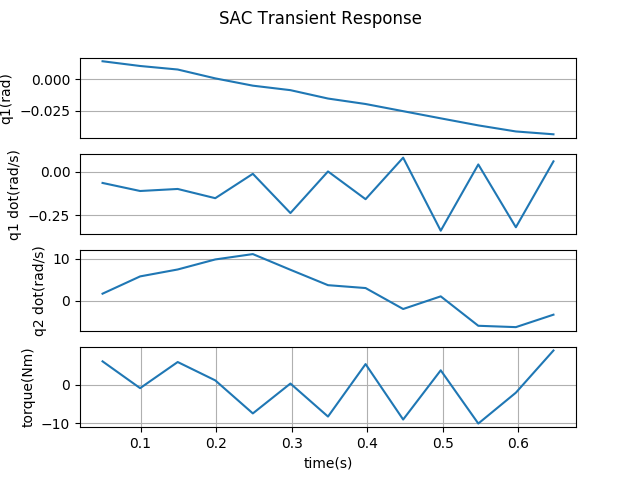 SAC Transient Response
q1(rad)
0.000
−0.025
q1 dot(rad/s)
0.00
−0.25
q2 dot(rad/s)
10
0
torque(Nm)
0
−10
0.1 0.2 0.3 0.4 0.5 0.6
time(s)